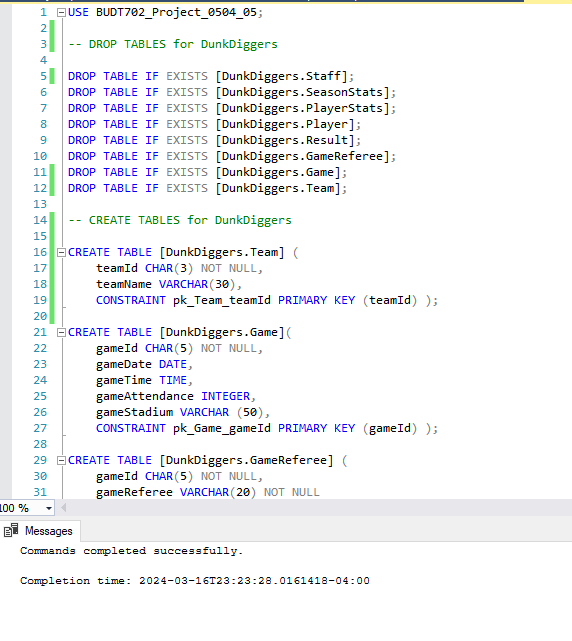 1 USE BUDT702_Project_0504_05;
2
3 -- DROP TABLES for DunkDiggers
4
5 DROP TABLE IF EXISTS [DunkDiggers.Staff];
6 DROP TABLE IF EXISTS [DunkDiggers.SeasonStats];
7 DROP TABLE IF EXISTS [DunkDiggers.PlayerStats];
8 DROP TABLE IF EXISTS [DunkDiggers.Player];
9 DROP TABLE IF EXISTS [DunkDiggers.Result];
10 DROP TABLE IF EXISTS [DunkDiggers.GameReferee];
11 DROP TABLE IF EXISTS [DunkDiggers.Game];
12 DROP TABLE IF EXISTS [DunkDiggers.Team];
13
14 -- CREATE TABLES for DunkDiggers
15
16 CREATE TABLE [DunkDiggers.Team] (
17 teamId CHAR(3) NOT NULL,
18 teamName VARCHAR(30),
19 CONSTRAINT pk_Team_teamId PRIMARY KEY (teamId) );
20
21 CREATE TABLE [DunkDiggers.Game](
22 gameId CHAR(5) NOT NULL,
23 gameDate DATE,
24 gameTime TIME,
25 gameAttendance INTEGER,
26 gameStadium VARCHAR (50),
27 CONSTRAINT pk_Game_gameId PRIMARY KEY (gameId) );
28
29 CREATE TABLE [DunkDiggers.GameReferee] (
30 gameId CHAR(5) NOT NULL,
31 gameReferee VARCHAR(20) NOT NULL
100 %
Messages
Commands completed successfully.
Completion time: 2024-03-16T23:23:28.0161418-04:00